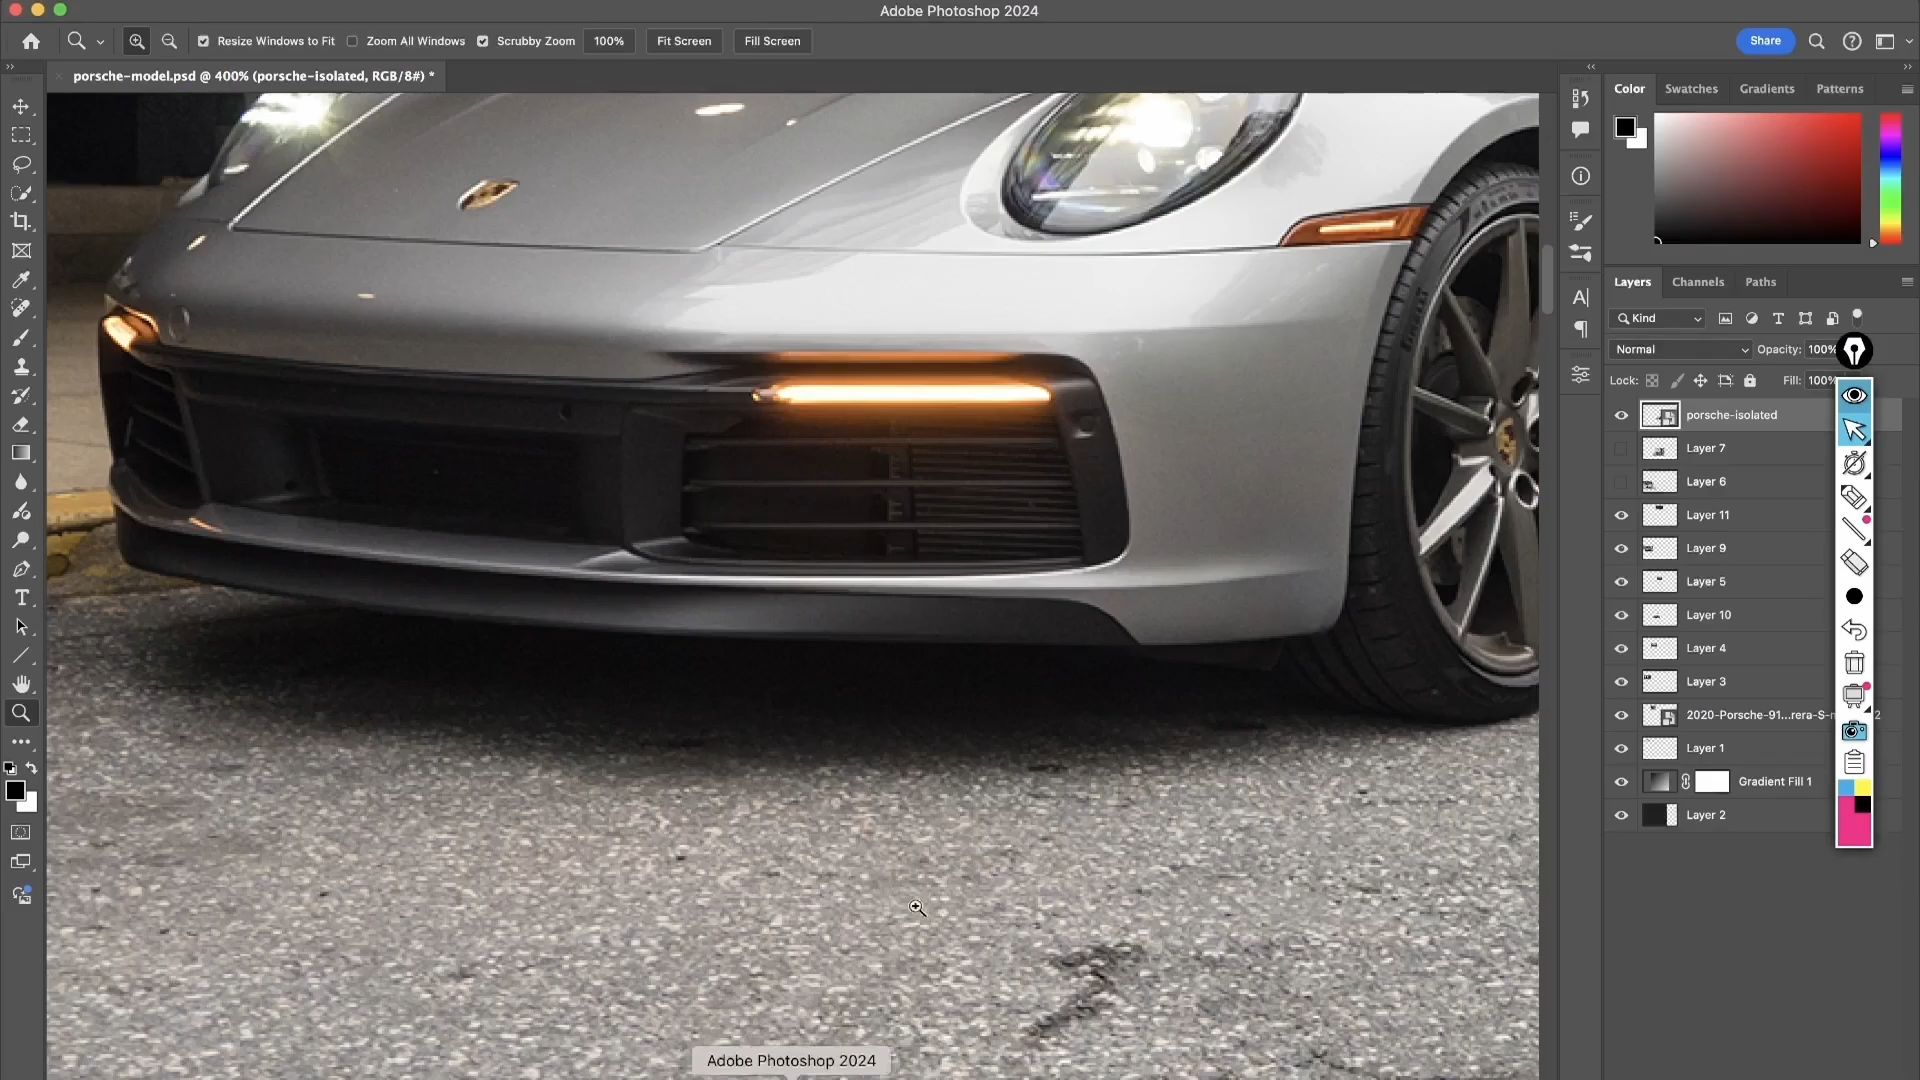 Adobe Photoshop 2024
Resize Windows to Fit Zoom All Windows Scrubby Zoom 100% Fit Screen Fill Screen Share
porsche-model.psd @ 400% (porsche-isolated, RGB/8#) *
Color Swatches Gradients Patterns
Layers Channels Paths
Kind
Normal Opacity: 100%
Lock: Fill: 100%
porsche-isolated
Layer 7
Layer 6
Layer 11
Layer 9
Layer 5
Layer 10
Layer 4
Layer 3
2020-Porsche-91...rera-S-n 2
Layer 1
Gradient Fill 1
Layer 2
Adobe Photoshop 2024